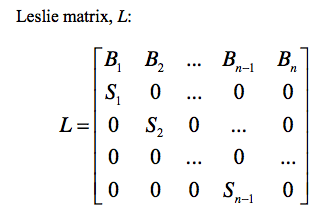 Leslie matrix, L:
B₁ B₂ ... Bₙ₋₁ Bₙ
S₁ 0 ... 0 0
L = 0 S₂ 0 ... 0
0 0 ... 0 ...
0 0 0 Sₙ₋₁ 0